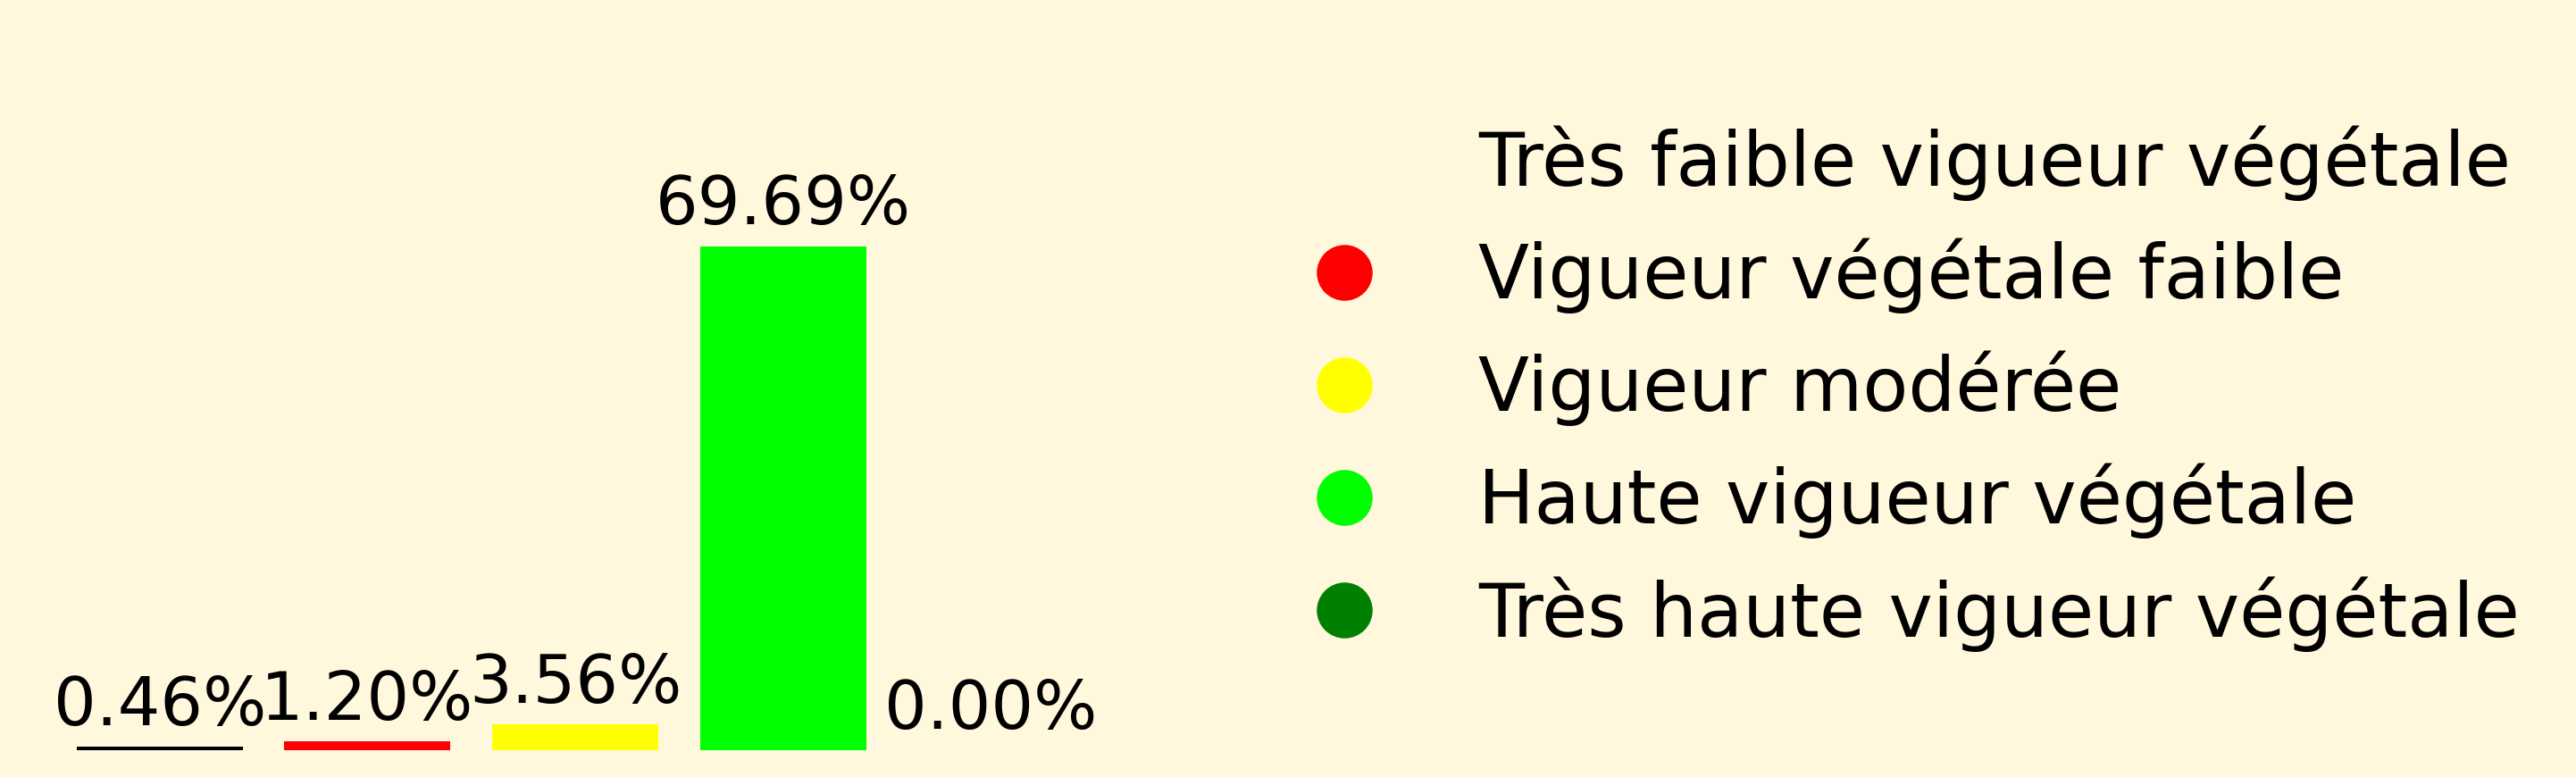 69.69%
0.46%
1.20%
3.56%
0.00%
Très faible vigueur végétale
Vigueur végétale faible
Vigueur modérée
Haute vigueur végétale
Très haute vigueur végétale